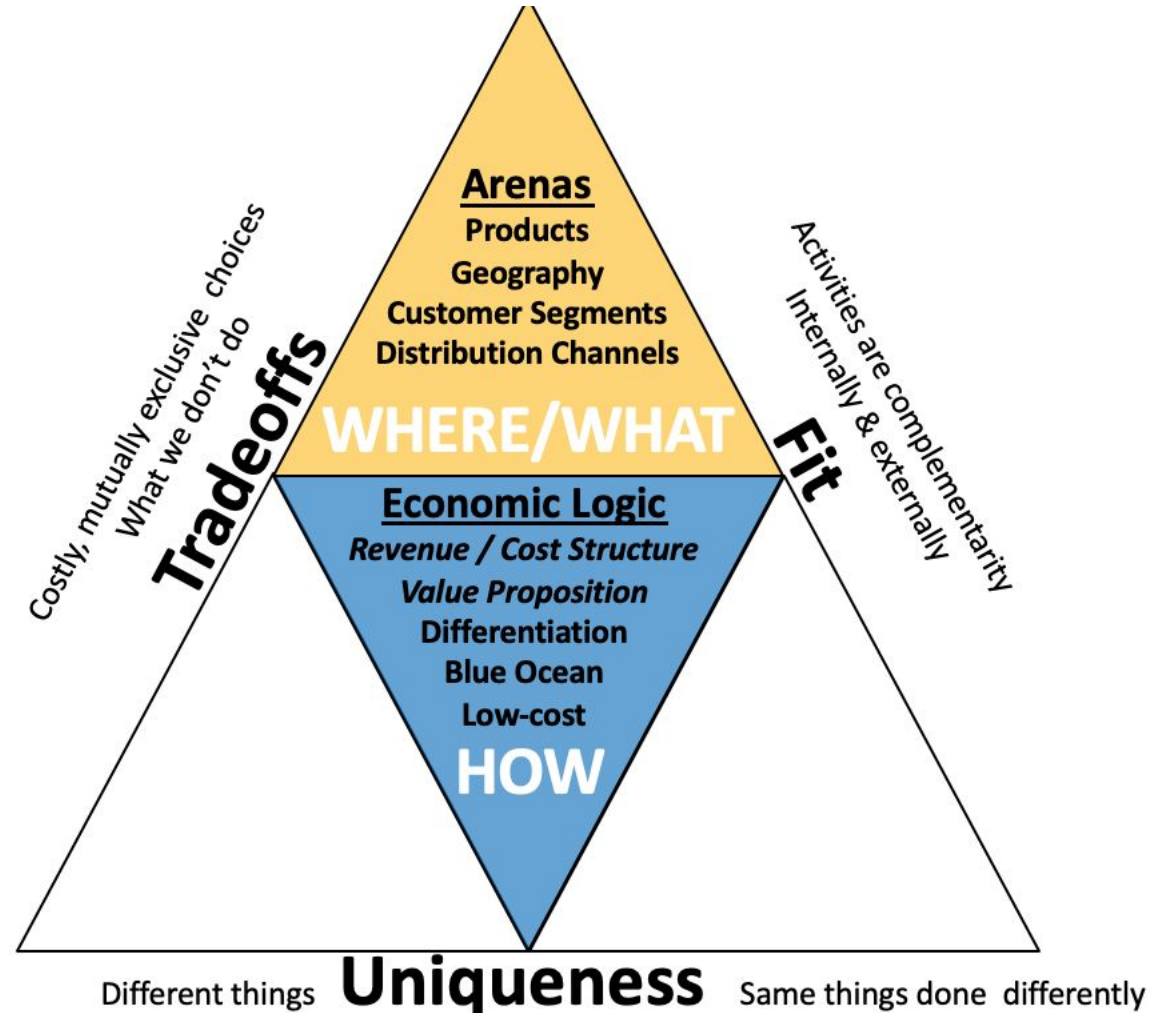 Arenas
Products
Geography
Customer Segments
Distribution Channels
WHERE/WHAT
Economic Logic
Revenue / Cost Structure
Value Proposition
Differentiation
Blue Ocean
Low-cost
HOW
Costly, mutually exclusive choices
What we don't do
Tradeoffs
Activities are complementarity
Internally & externally
Fit
Different things
Uniqueness
Same things done differently